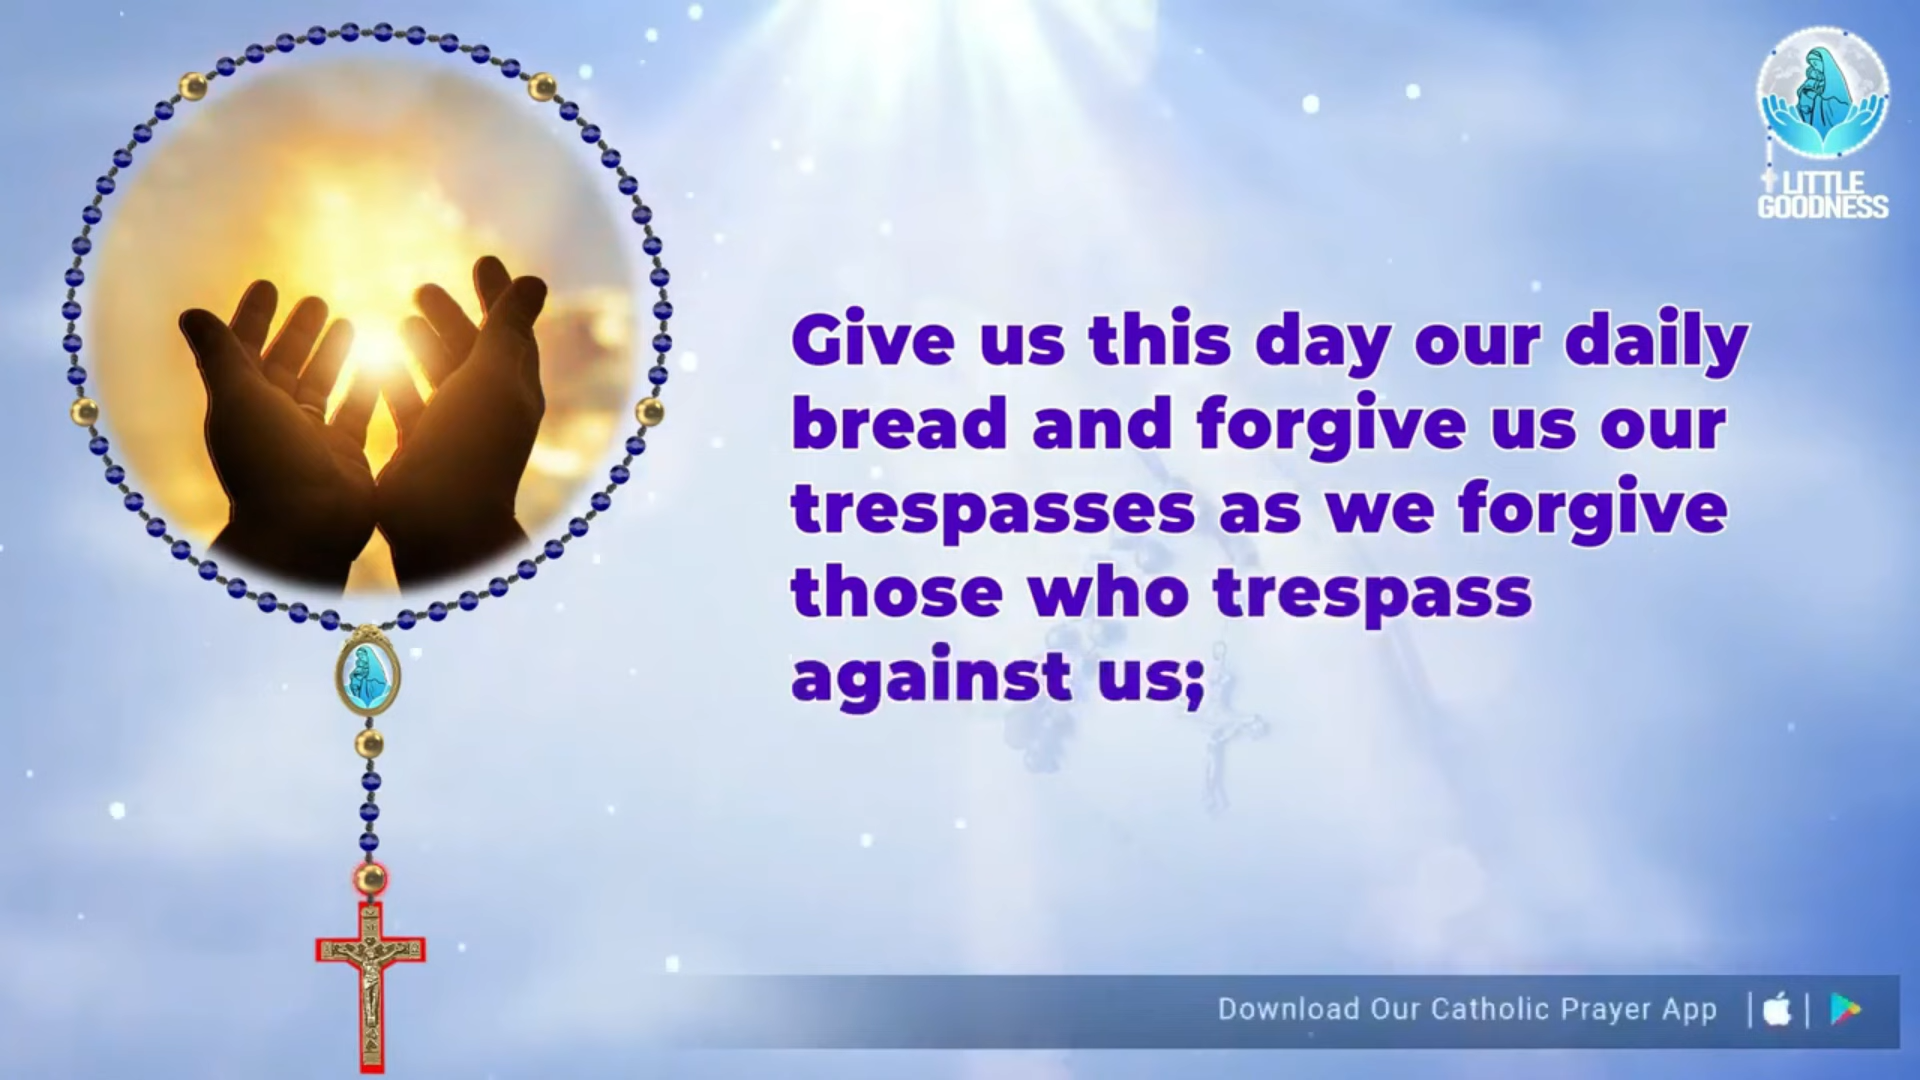 LITTLE
GOODNESS
Give us this day our daily
bread and forgive us our
trespasses as we forgive
those who trespass
against us;
Download Our Catholic Prayer App